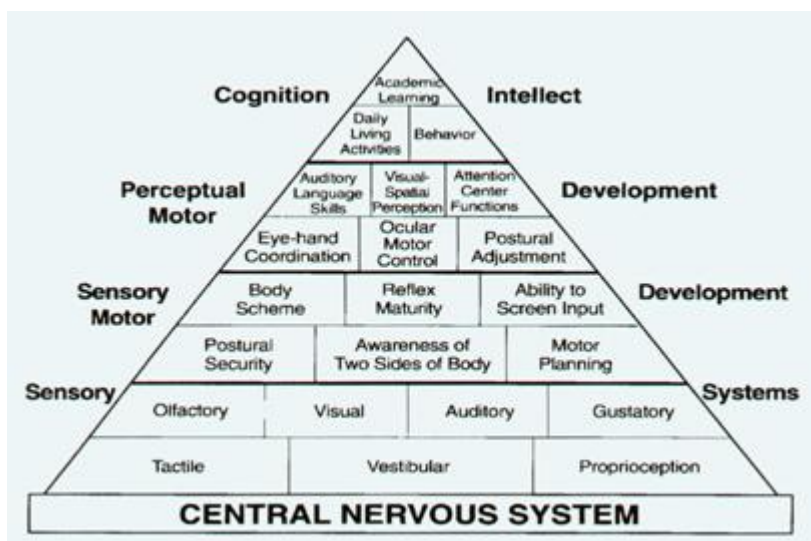 Academic
Learning
Cognition
Intellect
Daily
Living
Activities
Behavior
Perceptual
Motor
Auditory
Language
Skills
Visual-
Spatial
Perception
Attention
Center
Functions
Development
Eye-hand
Coordination
Ocular
Motor
Control
Postural
Adjustment
Sensory
Motor
Body
Scheme
Reflex
Maturity
Ability to
Screen Input
Development
Postural
Security
Awareness of
Two Sides of Body
Motor
Planning
Sensory
Systems
Olfactory
Visual
Auditory
Gustatory
Tactile
Vestibular
Proprioception
CENTRAL NERVOUS SYSTEM